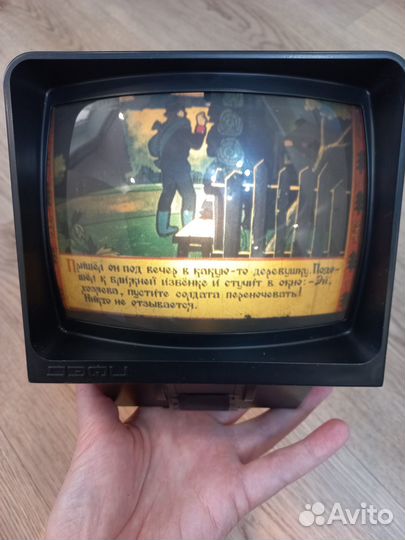 Пришёл он под вечер в какую-то деревушку. Подо-
шёл к ближней избёнке и стучит в окно:-Эй,
хозяева, пустите солдата переночевать!
Никто не отзывается.
Avito